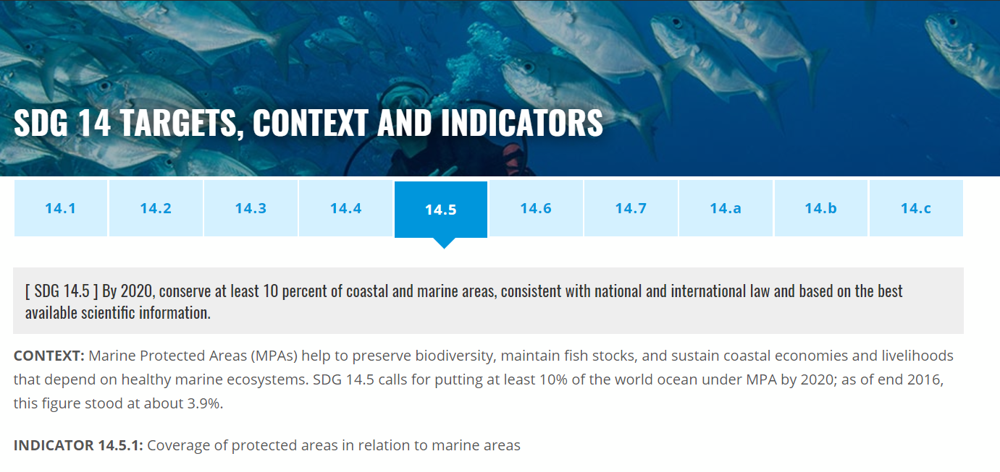 SDG 14 TARGETS, CONTEXT AND INDICATORS
14.1 14.2 14.3 14.4 14.5 14.6 14.7 14.a 14.b 14.c
[ SDG 14.5 ] By 2020, conserve at least 10 percent of coastal and marine areas, consistent with national and international law and based on the best
available scientific information.
CONTEXT: Marine Protected Areas (MPAs) help to preserve biodiversity, maintain fish stocks, and sustain coastal economies and livelihoods
that depend on healthy marine ecosystems. SDG 14.5 calls for putting at least 10% of the world ocean under MPA by 2020; as of end 2016,
this figure stood at about 3.9%.
INDICATOR 14.5.1: Coverage of protected areas in relation to marine areas